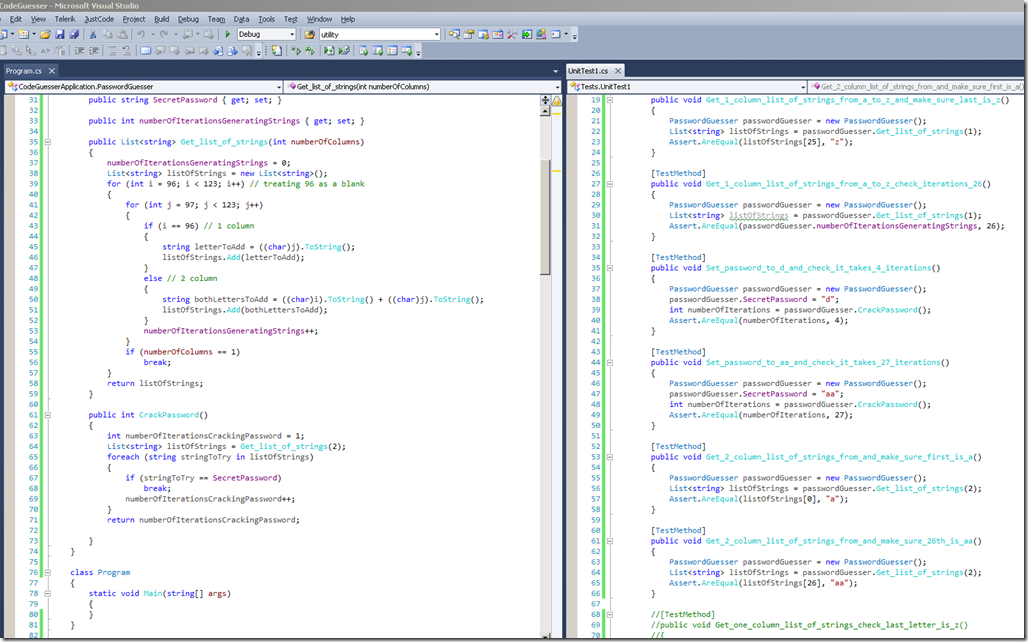 CodeGuesser - Microsoft Visual Studio
Edit View Telerik JustCode Project Build Debug Team Data Tools Test Window Help
Debug utility
Program.cs
CodeGuesserApplication.PasswordGuesser Get_list_of_strings(int numberOfColumns)
31 public string SecretPassword { get; set; }
32
33 public int numberOfIterationsGeneratingStrings { get; set; }
34
35 public List<string> Get_list_of_strings(int numberOfColumns)
36 {
37 numberOfIterationsGeneratingStrings = 0;
38 List<string> listOfStrings = new List<string>();
39 for (int i = 96; i < 123; i++) // treating 96 as a blank
40 {
41 for (int j = 97; j < 123; j++)
42 {
43 if (i == 96) // 1 column
44 {
45 string letterToAdd = ((char)j).ToString();
46 listOfStrings.Add(letterToAdd);
47 }
48 else // 2 column
49 {
50 string bothLettersToAdd = ((char)i).ToString() + ((char)j).ToString();
51 listOfStrings.Add(bothLettersToAdd);
52 }
53 numberOfIterationsGeneratingStrings++;
54 }
55 if (numberOfColumns == 1)
56 break;
57 }
58 return listOfStrings;
59 }
60
61 public int CrackPassword()
62 {
63 int numberOfIterationsCrackingPassword = 1;
64 List<string> listOfStrings = Get_list_of_strings(2);
65 foreach (string stringToTry in listOfStrings)
66 {
67 if (stringToTry == SecretPassword)
68 break;
69 numberOfIterationsCrackingPassword++;
70 }
71 return numberOfIterationsCrackingPassword;
72
73 }
74 }
75
76 class Program
77 {
78 static void Main(string[] args)
79 {
80 }
81 }
UnitTest1.cs
Tests.UnitTest1 Get_2_column_list_of_strings_from_and_make_sure_first_is_a()
19 public void Get_1_column_list_of_strings_from_a_to_z_and_make_sure_last_is_z()
20 {
21 PasswordGuesser passwordGuesser = new PasswordGuesser();
22 List<string> listOfStrings = passwordGuesser.Get_list_of_strings(1);
23 Assert.AreEqual(listOfStrings[25], "z");
24 }
25
26 [TestMethod]
27 public void Get_1_column_list_of_strings_from_a_to_z_check_iterations_26()
28 {
29 PasswordGuesser passwordGuesser = new PasswordGuesser();
30 List<string> listOfStrings = passwordGuesser.Get_list_of_strings(1);
31 Assert.AreEqual(passwordGuesser.numberOfIterationsGeneratingStrings, 26);
32 }
33
34 [TestMethod]
35 public void Set_password_to_d_and_check_it_takes_4_iterations()
36 {
37 PasswordGuesser passwordGuesser = new PasswordGuesser();
38 passwordGuesser.SecretPassword = "d";
39 int numberOfIterations = passwordGuesser.CrackPassword();
40 Assert.AreEqual(numberOfIterations, 4);
41 }
42
43 [TestMethod]
44 public void Set_password_to_aa_and_check_it_takes_27_iterations()
45 {
46 PasswordGuesser passwordGuesser = new PasswordGuesser();
47 passwordGuesser.SecretPassword = "aa";
48 int numberOfIterations = passwordGuesser.CrackPassword();
49 Assert.AreEqual(numberOfIterations, 27);
50 }
51
52 [TestMethod]
53 public void Get_2_column_list_of_strings_from_and_make_sure_first_is_a()
54 {
55 PasswordGuesser passwordGuesser = new PasswordGuesser();
56 List<string> listOfStrings = passwordGuesser.Get_list_of_strings(2);
57 Assert.AreEqual(listOfStrings[0], "a");
58 }
59
60 [TestMethod]
61 public void Get_2_column_list_of_strings_from_and_make_sure_26th_is_aa()
62 {
63 PasswordGuesser passwordGuesser = new PasswordGuesser();
64 List<string> listOfStrings = passwordGuesser.Get_list_of_strings(2);
65 Assert.AreEqual(listOfStrings[26], "aa");
66 }
67
68 //[TestMethod]
69 //public void Get_one_column_list_of_strings_check_last_letter_is_z()
70 //{